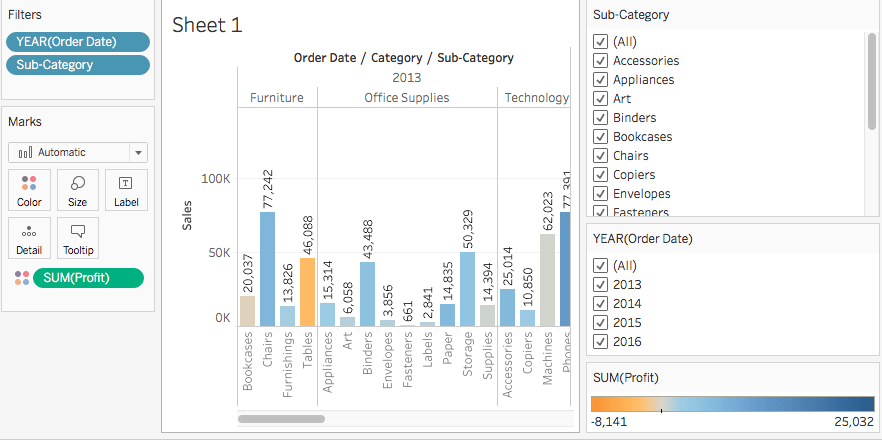 Filters
YEAR(Order Date)
Sub-Category
Marks
Automatic
Color
Size
Label
Detail
Tooltip
SUM(Profit)
Sheet 1
Order Date / Category / Sub-Category
2013
Furniture
Office Supplies
Technology
Sales
100K
50K
0K
20,037
77,242
13,826
46,088
15,314
6,058
43,488
3,856
661
2,841
14,835
50,329
14,394
25,014
10,850
62,023
77,391
Bookcases
Chairs
Furnishings
Tables
Appliances
Art
Binders
Envelopes
Fasteners
Labels
Paper
Storage
Supplies
Accessories
Copiers
Machines
Phones
Sub-Category
(All)
Accessories
Appliances
Art
Binders
Bookcases
Chairs
Copiers
Envelopes
Fasteners
YEAR(Order Date)
(All)
2013
2014
2015
2016
SUM(Profit)
-8,141
25,032